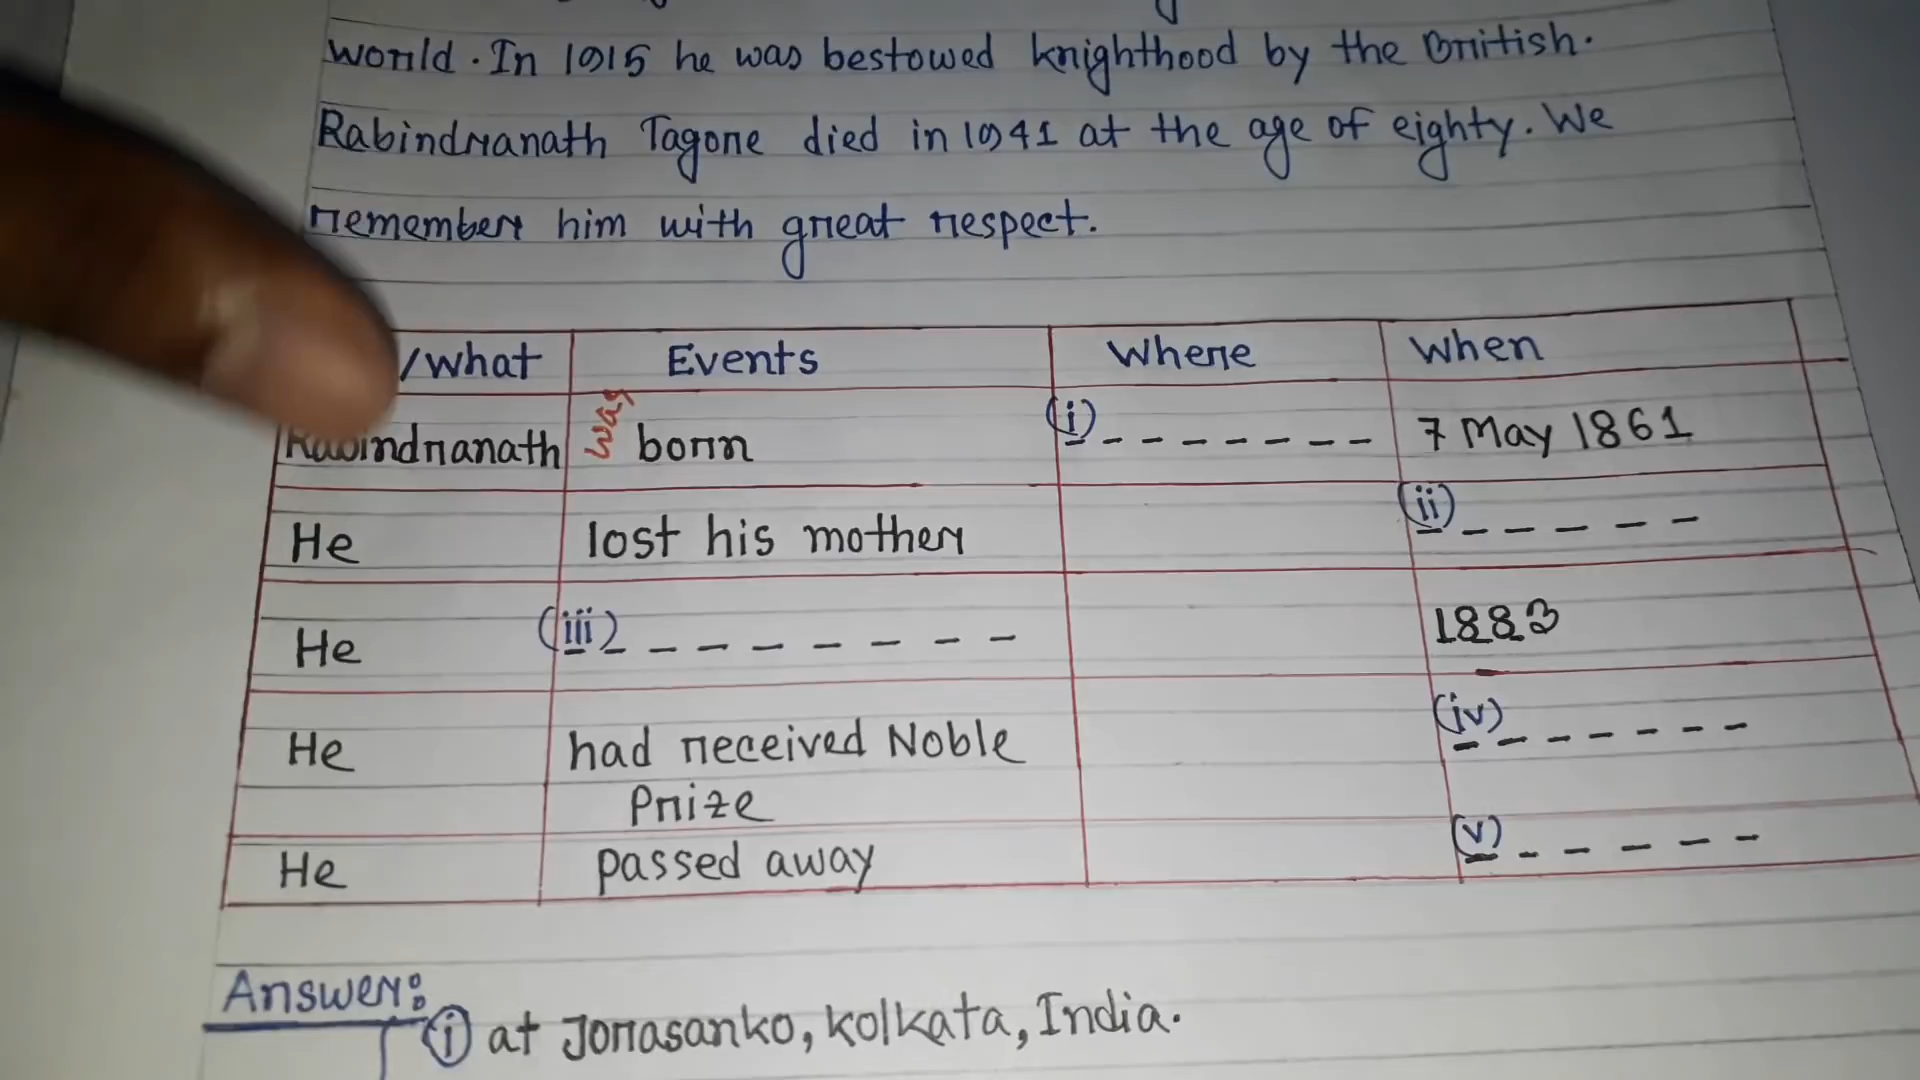 world. In 1915 he was bestowed knighthood by the British.
Rabindranath Tagore died in 1941 at the age of eighty. We
remember him with great respect.
/What Events Where When
Rabindranath was born (i) _ _ _ _ _ _ _ _ 7 May 1861
He lost his mother (ii) _ _ _ _ _ _
He (iii) _ _ _ _ _ _ _ _ _ 1883
He had received Noble (iv) _ _ _ _ _ _ _
Prize
He passed away (v) _ _ _ _ _ _
Answer:
(i) at Jorasanko, Kolkata, India.